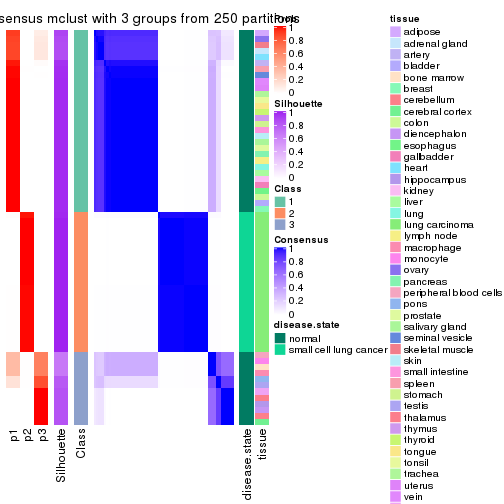 sensus mclust with 3 groups from 250 partitions
1
0.8
0.6
0.4
0.2
0
Silhouette
1
0.8
0.6
0.4
0.2
0
Class
1
2
3
Consensus
1
0.8
0.6
0.4
0.2
0
disease.state
normal
small cell lung cancer
tissue
adipose
adrenal gland
artery
bladder
bone marrow
breast
cerebellum
cerebral cortex
colon
diencephalon
esophagus
gallbadder
heart
hippocampus
kidney
liver
lung
lung carcinoma
lymph node
macrophage
monocyte
ovary
pancreas
peripheral blood cells
pons
prostate
salivary gland
seminal vesicle
skeletal muscle
skin
small intestine
spleen
stomach
testis
thalamus
thymus
thyroid
tongue
tonsil
trachea
uterus
vein
p1
p2
p3
Silhouette
Class
disease.state
tissue